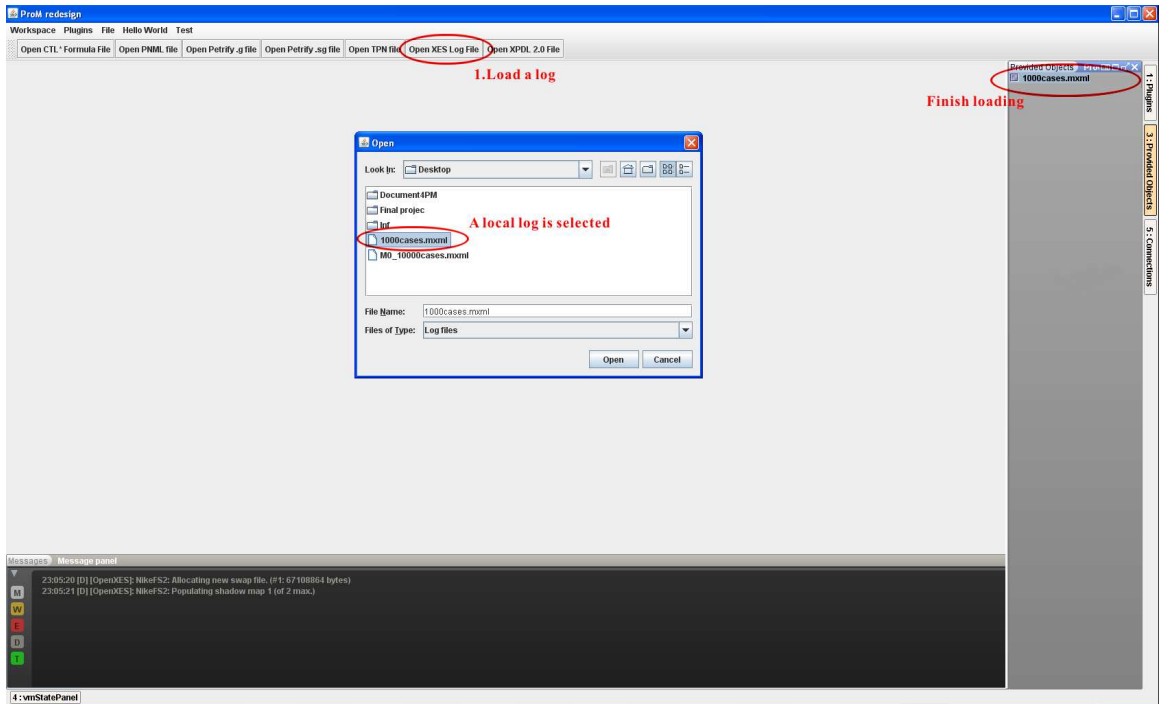 ProM redesign
Workspace Plugins File Hello World Test
Open CTL* Formula File Open PNML file Open Petrify .g file Open Petrify .sg file Open TPN file Open XES Log File Open XPDL 2.0 File
1.Load a log
Provided Objects
1000cases.mxml
Finish loading
1: Plugins
3: Provided Objects
5: Connections
Open
Look In: Desktop
Document4PM
Final projec
Inf
A local log is selected
1000cases.mxml
M0_10000cases.mxml
File Name: 1000cases.mxml
Files of Type: Log files
Open Cancel
Messages Message panel
23:05:20 [D] [OpenXES]: NikeFS2: Allocating new swap file. (#1: 67108864 bytes)
23:05:21 [D] [OpenXES]: NikeFS2: Populating shadow map 1 (of 2 max.)
M
W
E
D
T
4: vmStatePanel